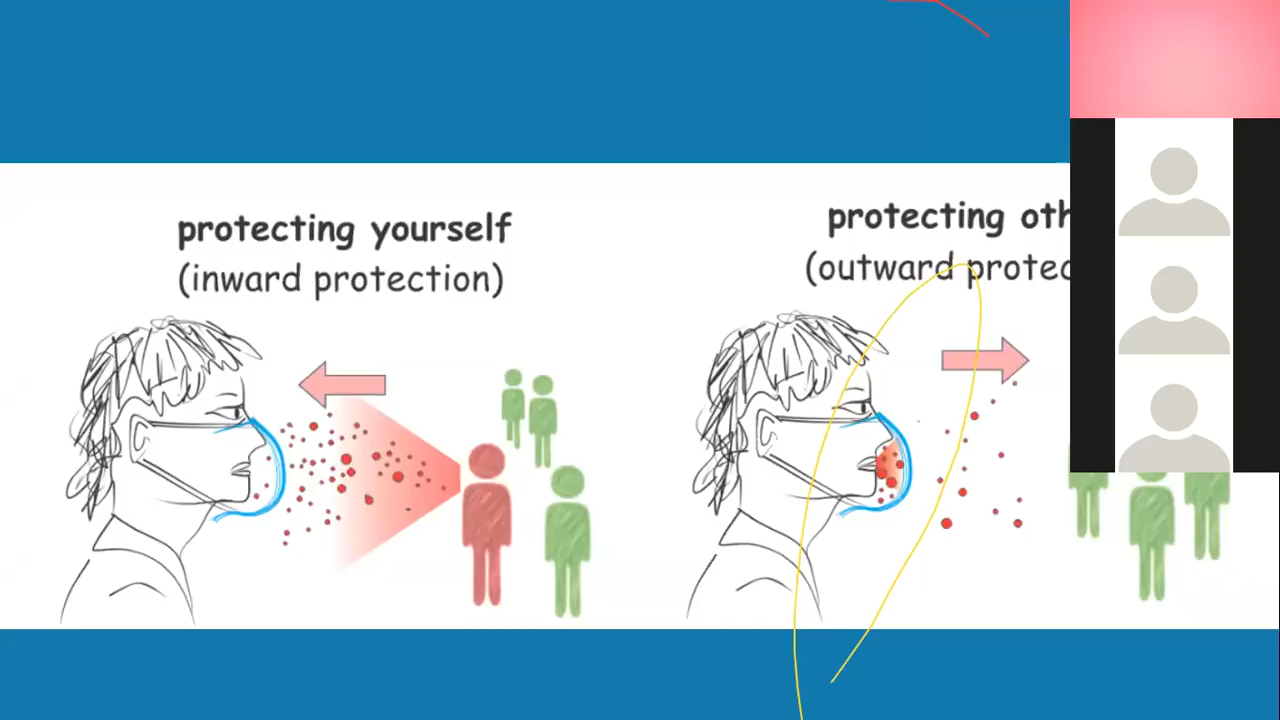 protecting yourself
(inward protection)
protecting oth
(outward protec